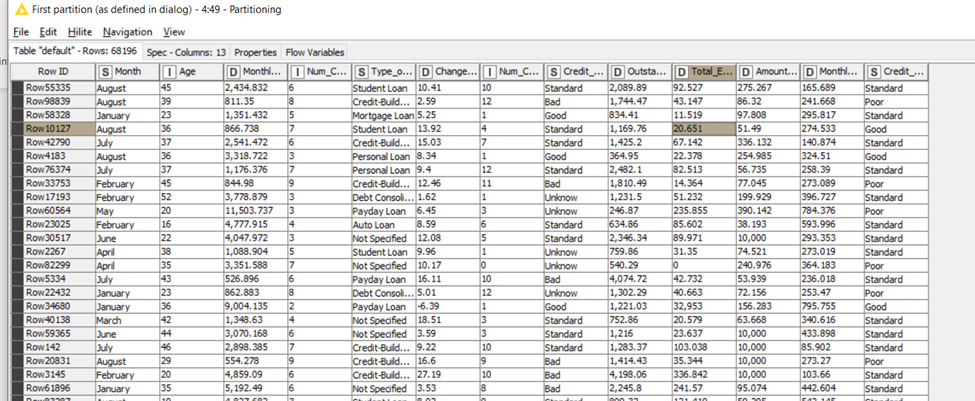 First partition (as defined in dialog) - 4:49 - Partitioning
File Edit Hilite Navigation View
Table "default" - Rows: 68196 Spec - Columns: 13 Properties Flow Variables
Row ID S Month I Age D Monthl... I Num_C... S Type_o... D Change... I Num_C... S Credit_... D Outsta... D Total_E... D Amount... D Monthl... S Credit_...
Row55335 August 45 2,434.832 6 Student Loan 10.41 10 Standard 2,089.89 92.527 275.267 165.689 Standard
Row98839 August 39 811.35 8 Credit-Build... 2.59 12 Bad 1,744.47 43.147 86.32 241.668 Poor
Row58328 January 23 1,351.432 5 Mortgage Loan 5.25 1 Good 834.41 11.519 97.808 295.817 Standard
Row10127 August 36 866.738 7 Student Loan 13.92 4 Standard 1,169.76 20.651 51.49 274.533 Good
Row42790 July 37 2,541.472 6 Credit-Build... 15.03 7 Standard 1,425.2 67.142 336.132 140.874 Standard
Row4183 August 36 3,318.722 3 Personal Loan 8.34 1 Good 364.95 22.378 254.985 324.51 Good
Row76374 July 37 1,176.376 7 Personal Loan 9.4 12 Standard 2,482.1 82.513 56.735 258.39 Standard
Row33753 February 45 844.98 9 Credit-Build... 12.46 11 Bad 1,810.49 14.364 77.045 273.089 Poor
Row17193 February 52 3,778.879 3 Debt Consoli... 1.62 1 Unknow 1,231.5 51.232 199.929 396.727 Standard
Row60564 May 20 11,503.737 3 Payday Loan 6.45 3 Unknow 246.87 235.855 390.142 784.376 Poor
Row23025 February 16 4,777.915 4 Auto Loan 8.59 6 Standard 634.86 85.602 38.193 593.996 Standard
Row30517 June 22 4,047.972 3 Not Specified 12.08 5 Standard 2,346.34 89.971 10,000 293.353 Standard
Row2267 April 38 1,088.904 5 Student Loan 9.96 1 Unknow 759.86 31.35 74.521 273.019 Standard
Row82299 April 35 3,351.588 7 Not Specified 10.17 0 Unknow 540.29 0 240.976 364.183 Poor
Row5334 July 43 526.896 6 Payday Loan 16.11 10 Bad 4,074.72 42.732 53.939 236.018 Standard
Row22432 January 23 862.883 8 Debt Consoli... 5.01 12 Unknow 1,302.29 40.663 72.156 253.47 Poor
Row34680 January 36 9,004.135 2 Payday Loan -6.39 1 Good 1,221.03 32,953 156.283 795.755 Good
Row40138 March 42 1,348.63 4 Not Specified 18.51 3 Standard 752.86 20.579 63.668 340.616 Standard
Row59365 June 44 3,070.168 6 Not Specified 3.59 3 Standard 1,216 23.637 10,000 433.898 Standard
Row142 July 46 2,898.385 7 Credit-Build... 9.22 10 Standard 1,283.37 103.038 10,000 85.902 Standard
Row20831 August 29 554.278 9 Credit-Build... 16.6 9 Bad 1,414.43 35.344 10,000 273.27 Poor
Row3145 February 20 4,859.09 6 Credit-Build... 27.19 10 Bad 4,198.06 336.842 10,000 103.66 Standard
Row61896 January 35 5,192.49 6 Not Specified 3.53 8 Bad 2,245.8 241.57 95.074 442.604 Standard